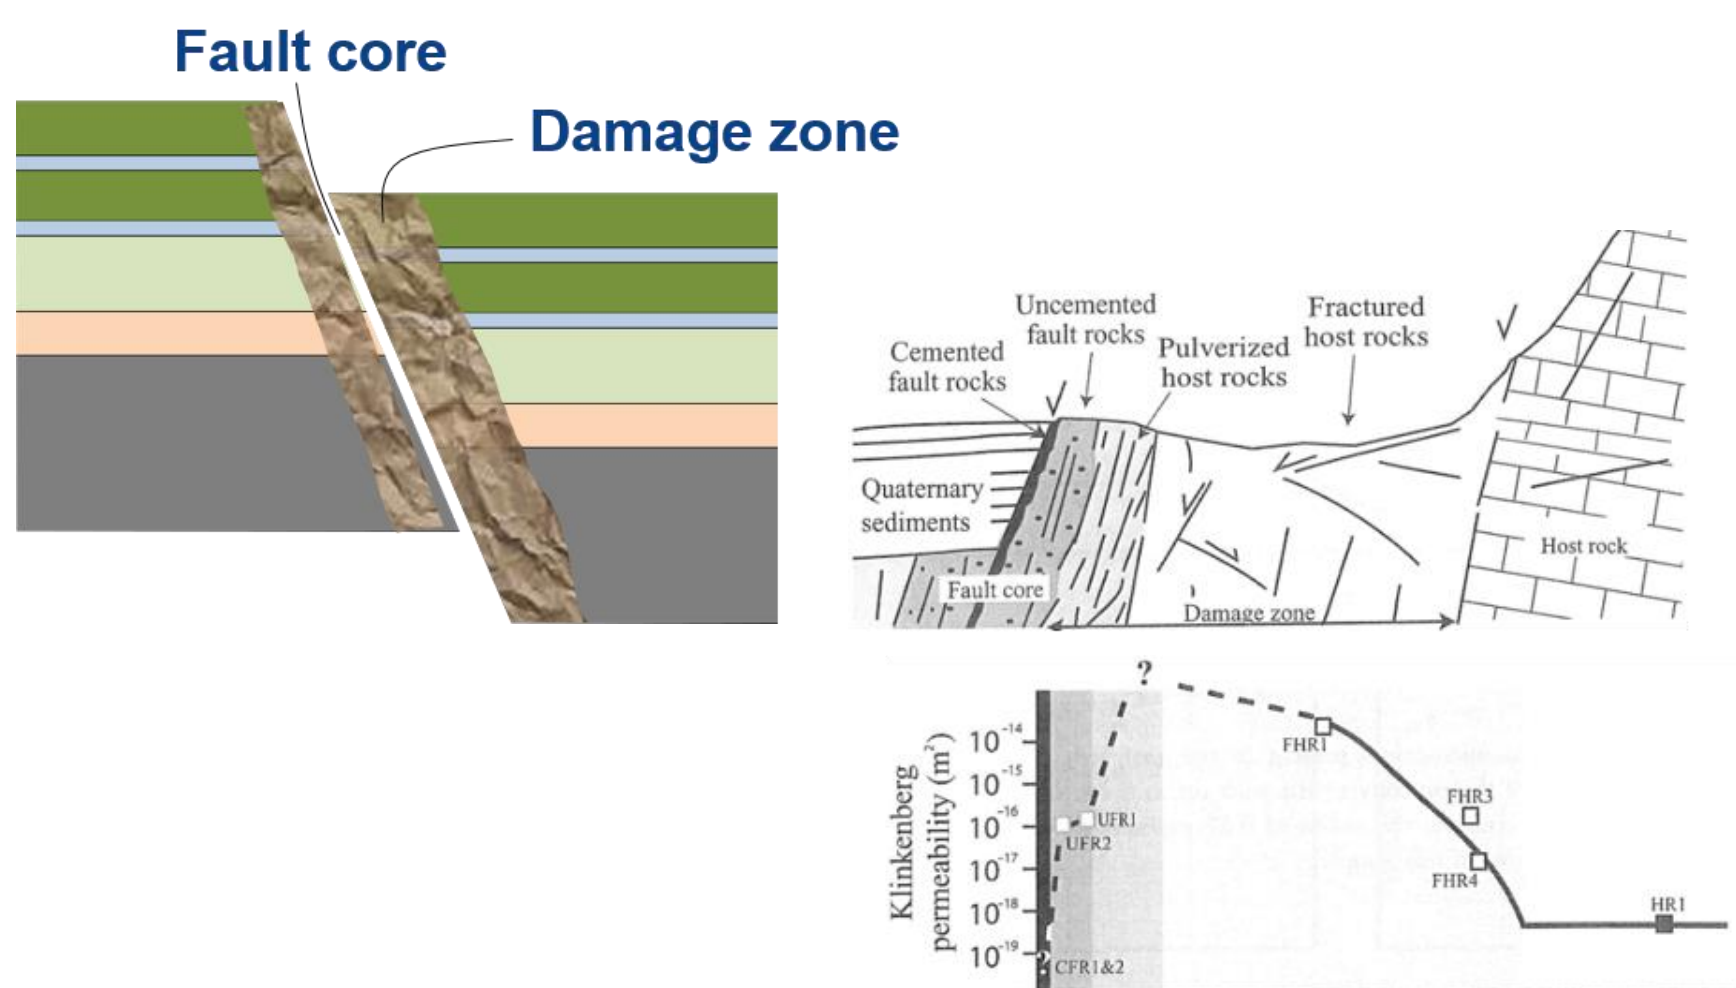 Fault core
Damage zone
Uncemented
fault rocks
Cemented
fault rocks
Pulverized
host rocks
Fractured
host rocks
Quaternary
sediments
Fault core
Damage zone
Host rock
?
Klinkenberg
permeability (m²)
10⁻¹⁴
10⁻¹⁵
10⁻¹⁶
10⁻¹⁷
10⁻¹⁸
10⁻¹⁹
FHR1
FHR3
FHR4
HR1
UFR1
UFR2
CFR1&2